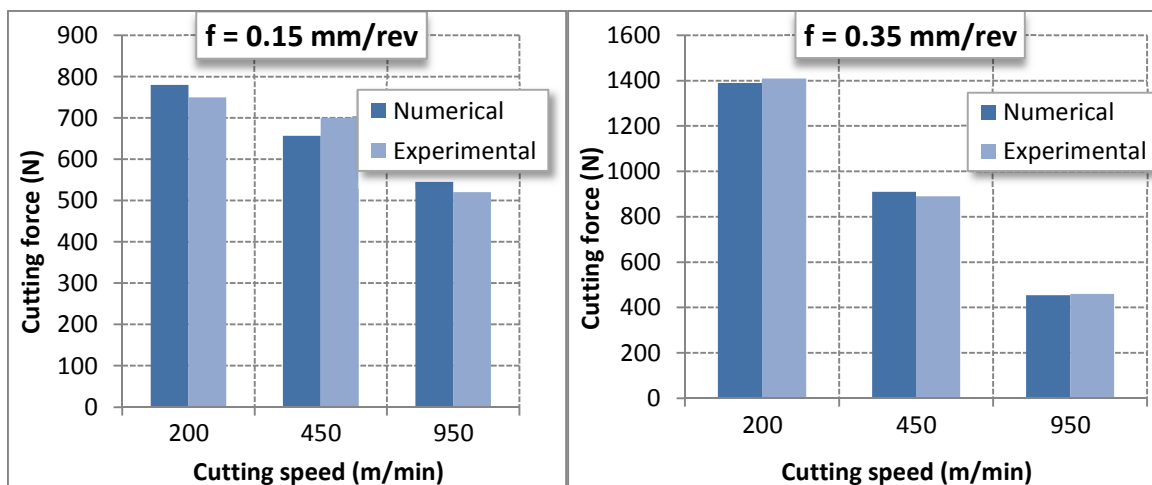 f = 0.15 mm/rev
900
800
700
600
500
400
300
200
100
0
Cutting force (N)
Numerical
Experimental
200 450 950
Cutting speed (m/min)
f = 0.35 mm/rev
1600
1400
1200
1000
800
600
400
200
0
Cutting force (N)
Numerical
Experimental
200 450 950
Cutting speed (m/min)